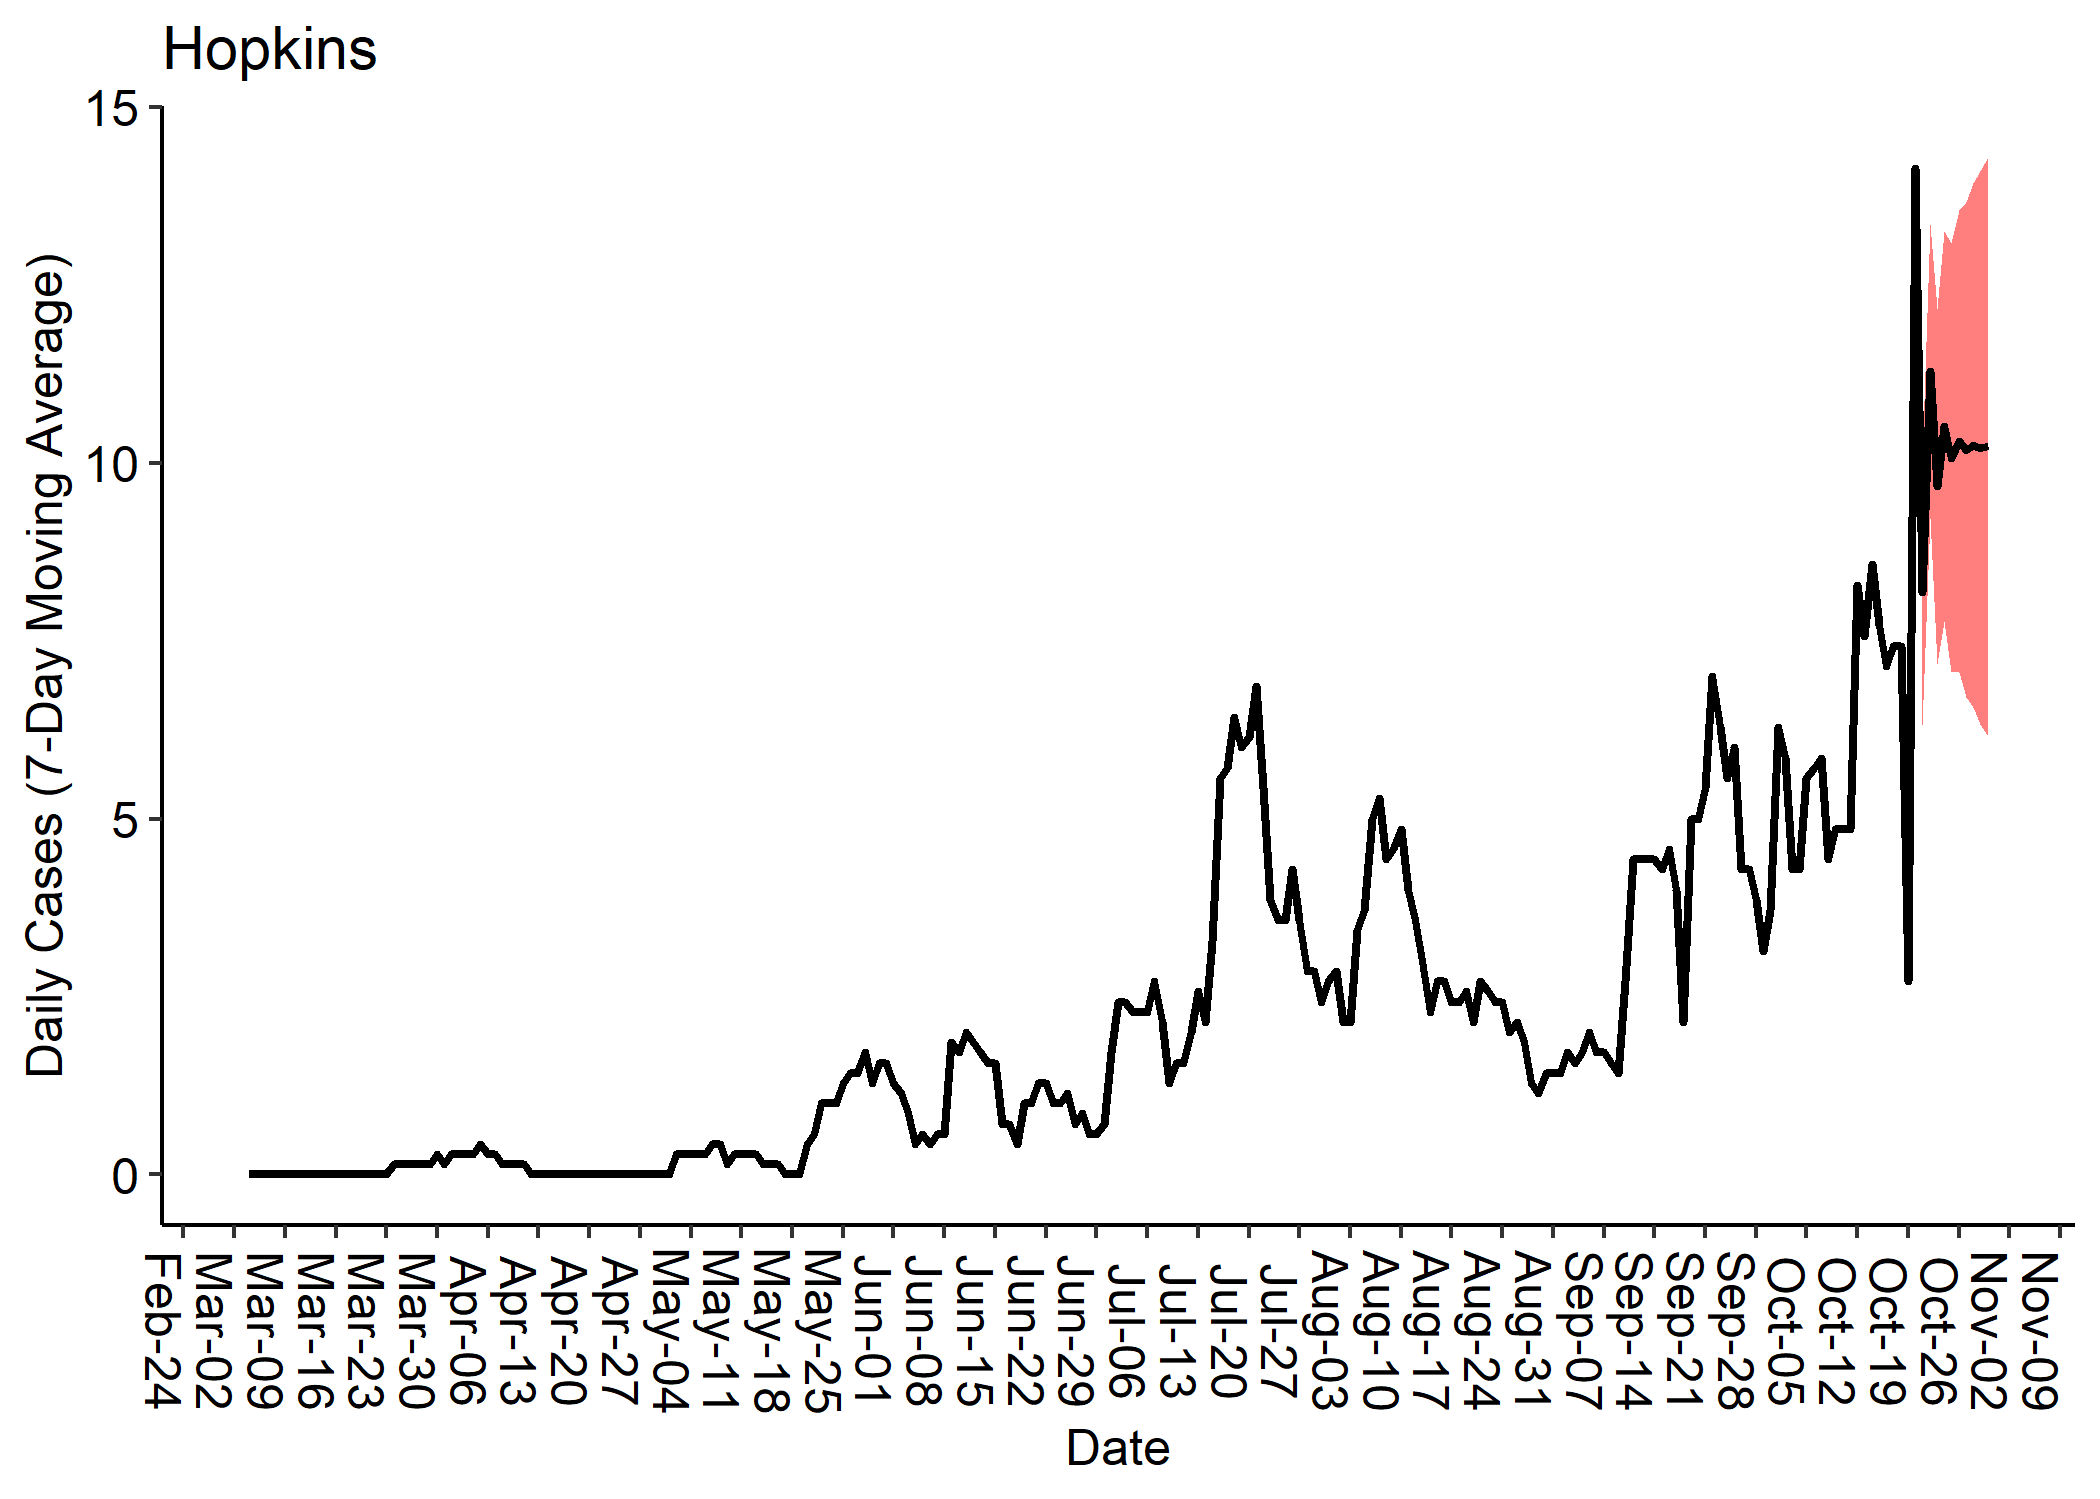 Hopkins
15
10
5
0
Daily Cases (7-Day Moving Average)
Feb-24
Mar-02
Mar-09
Mar-16
Mar-23
Mar-30
Apr-06
Apr-13
Apr-20
Apr-27
May-04
May-11
May-18
May-25
Jun-01
Jun-08
Jun-15
Jun-22
Jun-29
Jul-06
Jul-13
Jul-20
Jul-27
Aug-03
Aug-10
Aug-17
Aug-24
Aug-31
Sep-07
Sep-14
Sep-21
Sep-28
Oct-05
Oct-12
Oct-19
Oct-26
Nov-02
Nov-09
Date